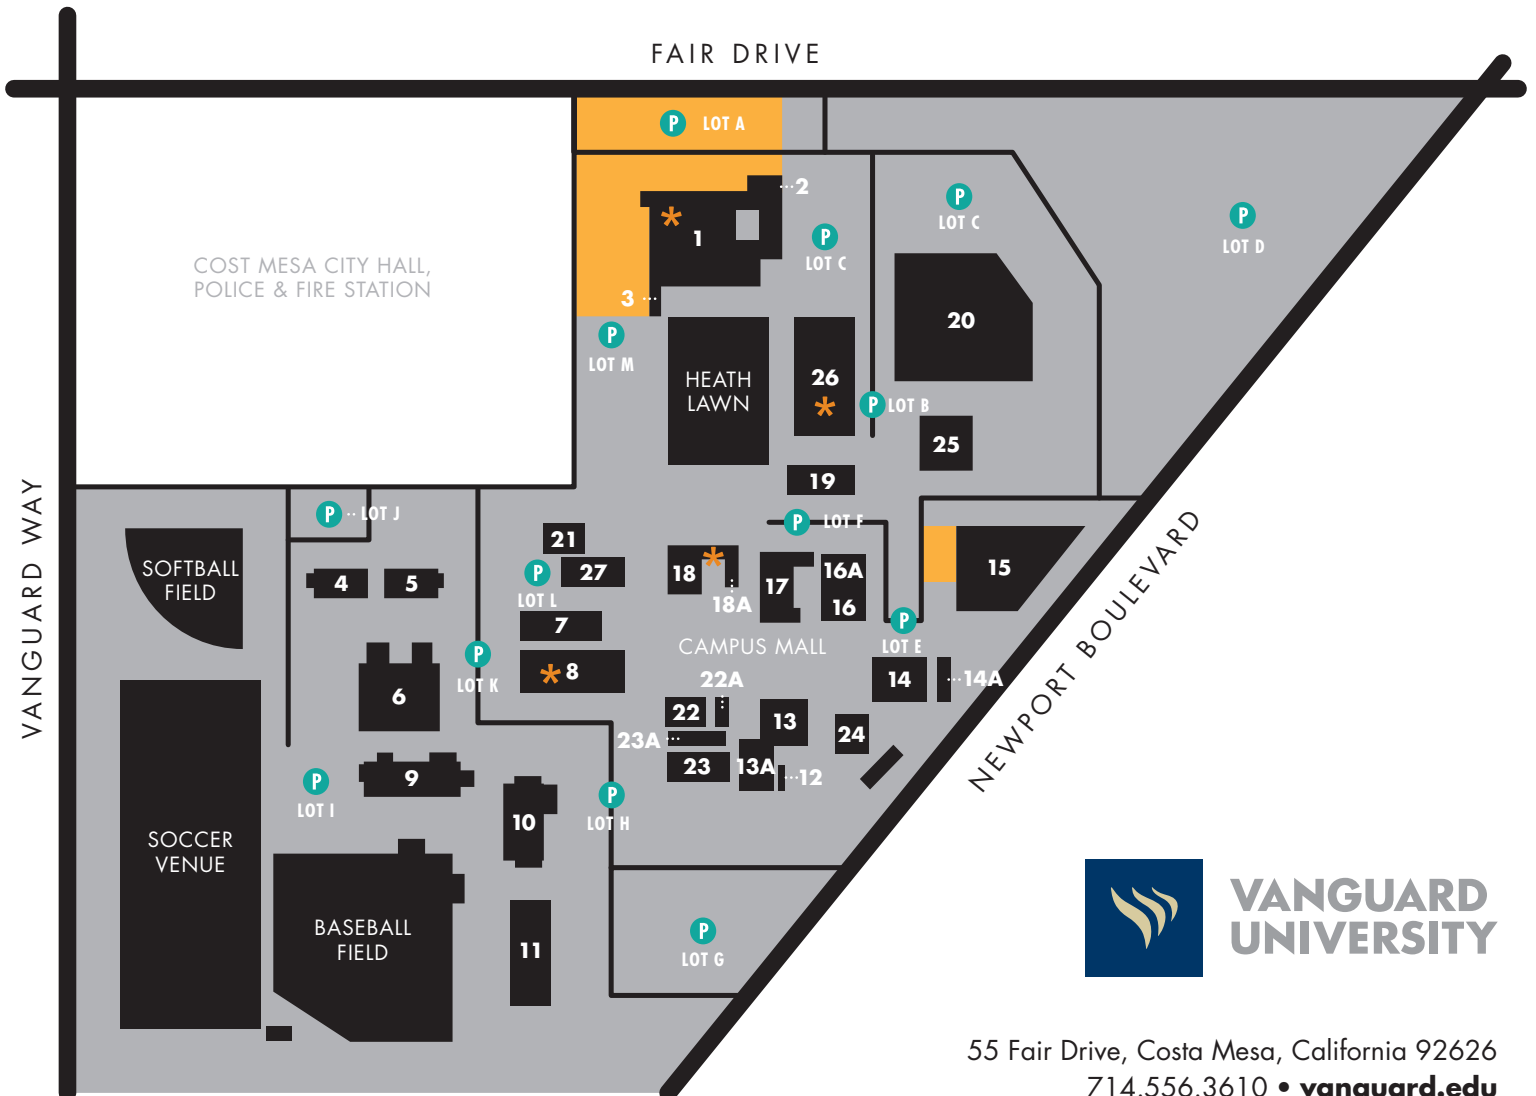 FAIR DRIVE
P LOT A
2
P
LOT C
P
LOT C
P
LOT D
1
COST MESA CITY HALL,
POLICE & FIRE STATION
3
20
P
LOT M
HEATH
LAWN
26
P LOT B
25
19
VANGUARD WAY
P LOT J
P LOT F
NEWPORT BOULEVARD
21
SOFTBALL
FIELD
4
5
P
LOT L
27
18
18A
17
16A
16
15
7
P
LOT E
CAMPUS MALL
P
LOT K
8
22A
14
14A
6
22
13
24
23A
23
13A
12
9
P
LOT I
P
LOT H
10
SOCCER
VENUE
BASEBALL
FIELD
11
P
LOT G
VANGUARD
UNIVERSITY
55 Fair Drive, Costa Mesa, California 92626
714.556.3610 • vanguard.edu